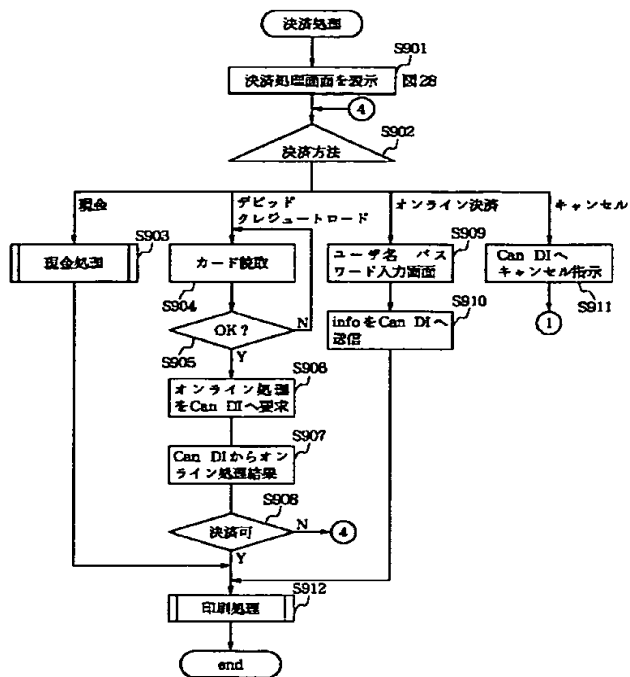 決済処理
S901
決済処理画面を表示 図28
4
S902
決済方法
現金
デビッド
クレジュートロード
オンライン決済
キャンセル
S903
現金処理
カード読取
S904
S909
ユーザ名 パス
ワード入力画面
Can DIへ
キャンセル指示
S911
1
OK?
N
S905
Y
S910
infoをCan DIへ
送信
S906
オンライン処理
をCan DIへ要求
S907
Can DIからオン
ライン処理結果
S908
決済可
N
4
Y
S912
印刷処理
end